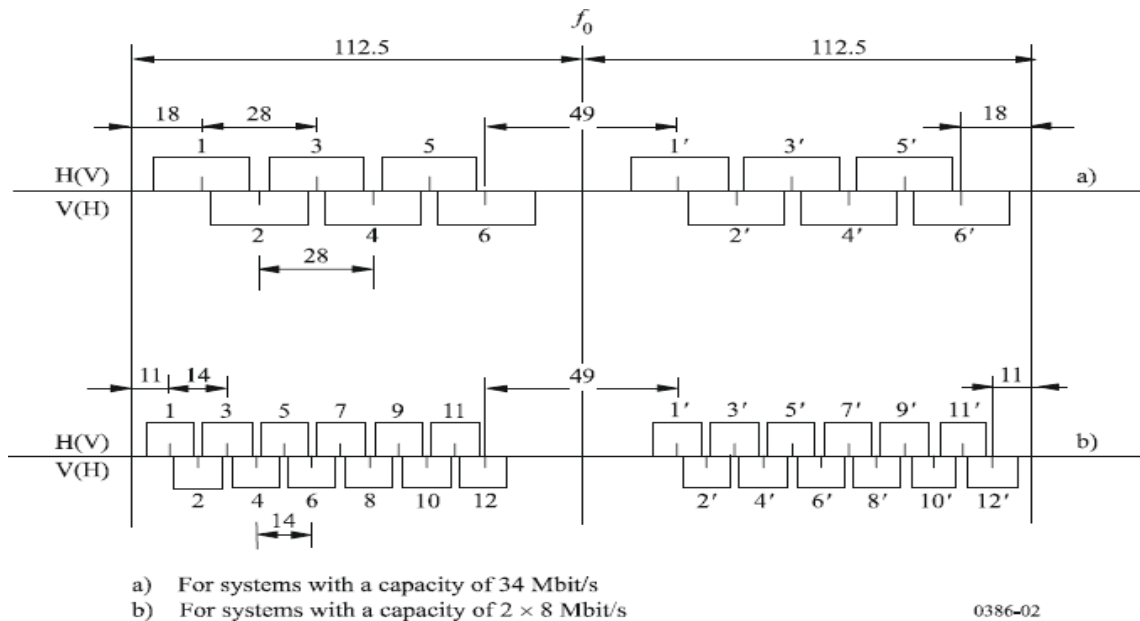 f0
112.5 112.5
18 28 49 18
1 3 5 1′ 3′ 5′
H(V) a)
V(H)
2 4 6 2′ 4′ 6′
28
11 14 49 11
1 3 5 7 9 11 1′ 3′ 5′ 7′ 9′ 11′
H(V) b)
V(H)
2 4 6 8 10 12 2′ 4′ 6′ 8′ 10′ 12′
14
a) For systems with a capacity of 34 Mbit/s
b) For systems with a capacity of 2 × 8 Mbit/s 0386-02